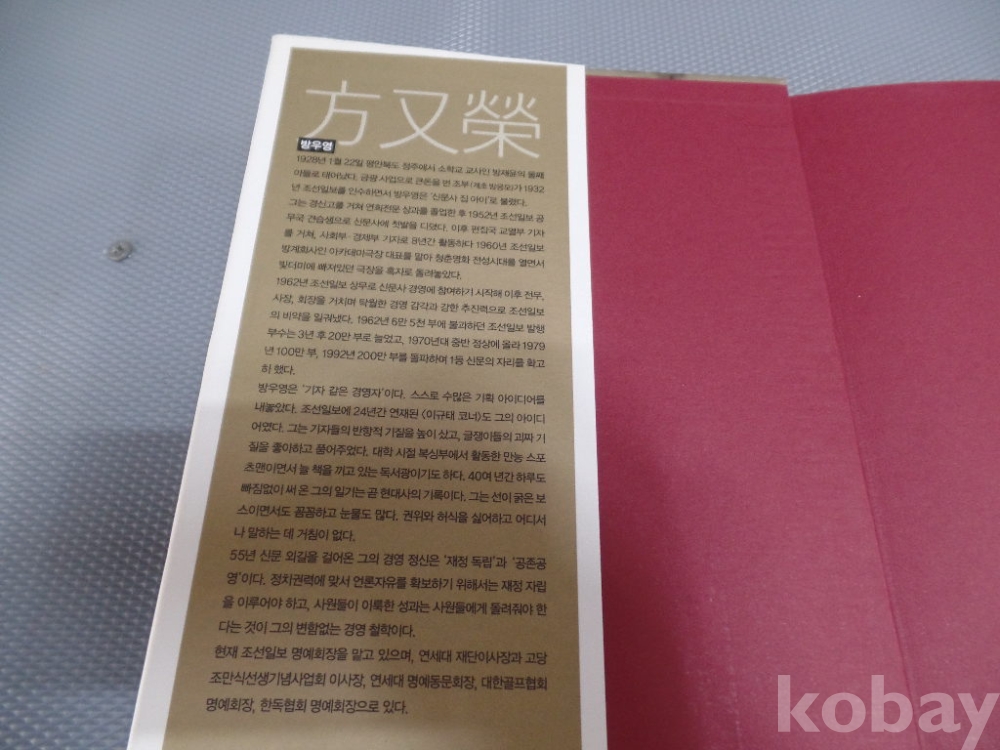 方又榮
방우영
1928년 1월 22일 평안북도 정주에서 소학교 교사인 방재윤의 둘째
아들로 태어났다. 금광 사업으로 큰돈을 번 조부(계초 방응모)가 1932
년 조선일보를 인수하면서 방우영은 '신문사 집 아이'로 불렸다.
그는 경신고를 거쳐 연희전문 상과를 졸업한 후 1952년 조선일보 공
무국 견습생으로 신문사에 첫발을 디뎠다. 이후 편집국 교열부 기자
를 거쳐, 사회부·경제부 기자로 8년간 활동하다 1960년 조선일보
방계회사인 아카데미극장 대표를 맡아 청춘영화 전성시대를 열면서
빚더미에 빠져있던 극장을 흑자로 돌려놓았다.
1962년 조선일보 상무로 신문사 경영에 참여하기 시작해 이후 전무,
사장, 회장을 거치며 탁월한 경영 감각과 강한 추진력으로 조선일보
의 비약을 일궈냈다. 1962년 6만 5천 부에 불과하던 조선일보 발행
부수는 3년 후 20만 부로 늘었고, 1970년대 중반 정상에 올라 1979
년 100만 부, 1992년 200만 부를 돌파하며 1등 신문의 자리를 확고
히 했다.
방우영은 '기자 같은 경영자'이다. 스스로 수많은 기획 아이디어를
내놓았다. 조선일보에 24년간 연재된 〈이규태 코너〉도 그의 아이디
어였다. 그는 기자들의 반항적 기질을 높이 샀고, 글쟁이들의 괴짜 기
질을 좋아하고 품어주었다. 대학 시절 복싱부에서 활동한 만능 스포
츠맨이면서 늘 책을 끼고 있는 독서광이기도 하다. 40여 년간 하루도
빠짐없이 써 온 그의 일기는 곧 현대사의 기록이다. 그는 선이 굵은 보
스이면서도 꼼꼼하고 눈물도 많다. 권위와 허식을 싫어하고 어디서
나 말하는 데 거침이 없다.
55년 신문 외길을 걸어온 그의 경영 정신은 '재정 독립'과 '공존공
영'이다. 정치권력에 맞서 언론자유를 확보하기 위해서는 재정 자립
을 이루어야 하고, 사원들이 이룩한 성과는 사원들에게 돌려줘야 한
다는 것이 그의 변함없는 경영 철학이다.
현재 조선일보 명예회장을 맡고 있으며, 연세대 재단이사장과 고당
조만식선생기념사업회 이사장, 연세대 명예동문회장, 대한골프협회
명예회장, 한독협회 명예회장으로 있다.
kobay